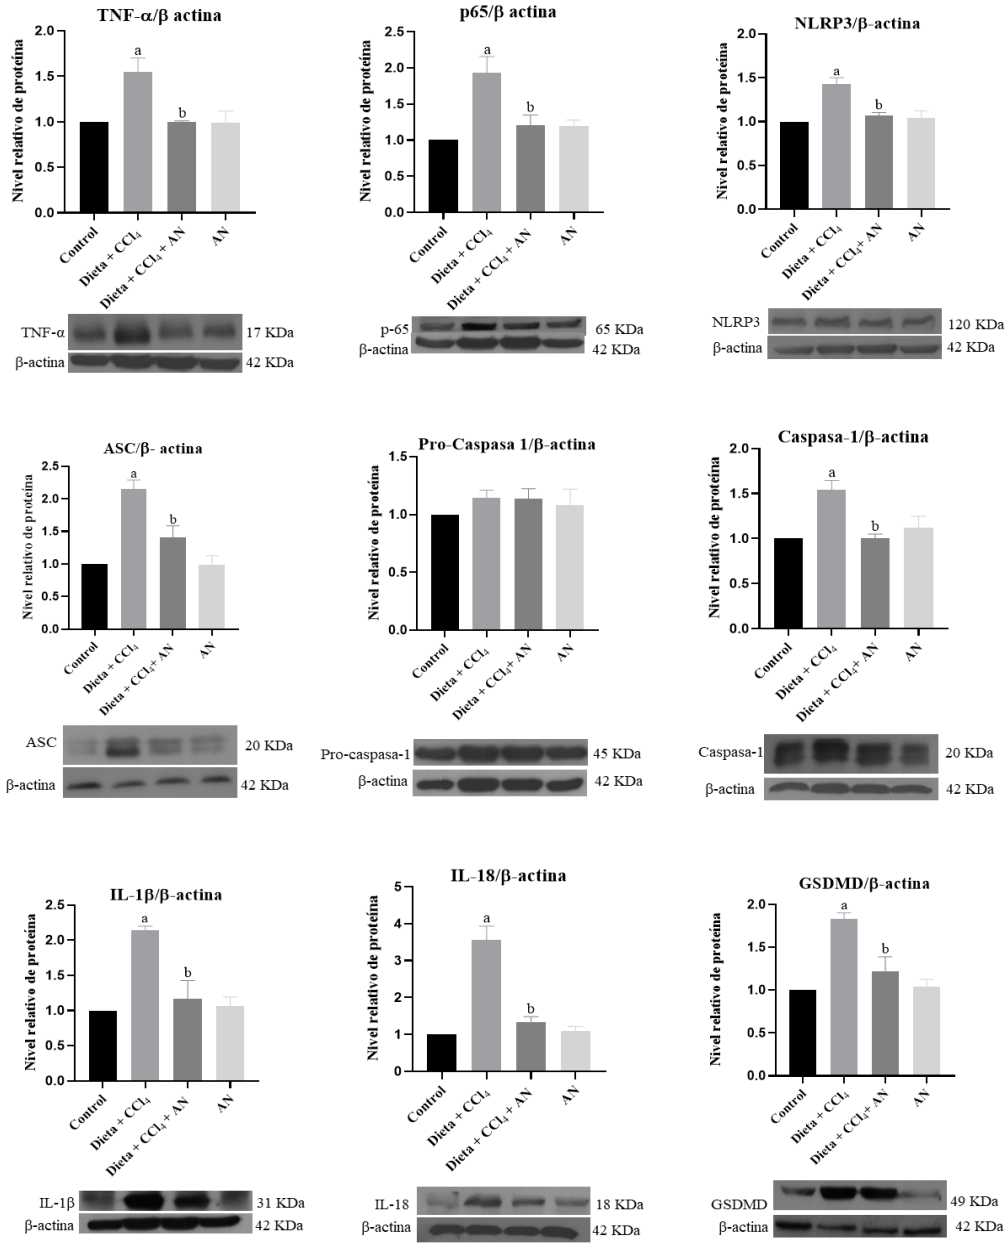 TNF-α/β actina
Nivel relativo de proteína
2.0
1.5
1.0
0.5
0.0
a
b
Control
Dieta + CCl₄
Dieta + CCl₄ + AN
AN
TNF-α
17 KDa
β-actina
42 KDa
p65/β actina
Nivel relativo de proteína
2.5
2.0
1.5
1.0
0.5
0.0
a
b
Control
Dieta + CCl₄
Dieta + CCl₄ + AN
AN
p-65
65 KDa
β-actina
42 KDa
NLRP3/β-actina
Nivel relativo de proteína
2.0
1.5
1.0
0.5
0.0
a
b
Control
Dieta + CCl₄
Dieta + CCl₄ + AN
AN
NLRP3
120 KDa
β-actina
42 KDa
ASC/β- actina
Nivel relativo de proteína
2.5
2.0
1.5
1.0
0.5
0.0
a
b
Control
Dieta + CCl₄
Dieta + CCl₄+ AN
AN
ASC
20 KDa
β-actina
42 KDa
Pro-Caspasa 1/β-actina
Nivel relativo de proteína
1.5
1.0
0.5
0.0
Control
Dieta + CCl₄
Dieta + CCl₄+ AN
AN
Pro-caspasa-1
45 KDa
β-actina
42 KDa
Caspasa-1/β-actina
Nivel relativo de proteína
2.0
1.5
1.0
0.5
0.0
a
b
Control
Dieta + CCl₄
Dieta + CCl₄+ AN
AN
Caspasa-1
20 KDa
β-actina
42 KDa
IL-1β/β-actina
Nivel relativo de proteína
2.5
2.0
1.5
1.0
0.5
0.0
a
b
Control
Dieta + CCl₄
Dieta + CCl₄ + AN
AN
IL-1β
31 KDa
β-actina
42 KDa
IL-18/β-actina
Nivel relativo de proteína
5
4
3
2
1
0
a
b
Control
Dieta + CCl₄
Dieta + CCl₄ + AN
AN
IL-18
18 KDa
β-actina
42 KDa
GSDMD/β-actina
Nivel relativo de proteína
2.0
1.5
1.0
0.5
0.0
a
b
Control
Dieta + CCl₄
Dieta + CCl₄ + AN
AN
GSDMD
49 KDa
β-actina
42 KDa